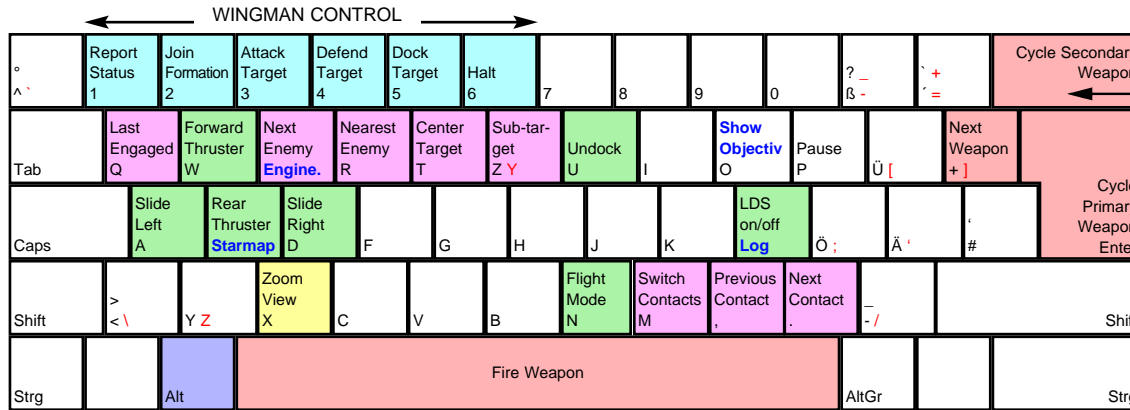 WINGMAN CONTROL
°
^ `
Report
Status
1
Join
Formation
2
Attack
Target
3
Defend
Target
4
Dock
Target
5
Halt
6
7
8
9
0
? _
ß -
` +
´ =
Cycle Secondar
Weapon
Tab
Last
Engaged
Q
Forward
Thruster
W
Next
Enemy
Engine.
Nearest
Enemy
R
Center
Target
T
Sub-tar-
get
Z Y
Undock
U
I
Show
Objectiv
O
Pause
P
Ü [
Next
Weapon
+ ]
Cycle
Primar
Weapon
Ente
Caps
Slide
Left
A
Rear
Thruster
Starmap
Slide
Right
D
F
G
H
J
K
LDS
on/off
Log
Ö ;
Ä ‘
‘
#
Shift
>
< \
Y Z
Zoom
View
X
C
V
B
Flight
Mode
N
Switch
Contacts
M
Previous
Contact
,
Next
Contact
.
_
- /
Shif
Strg
Alt
Fire Weapon
AltGr
Strg